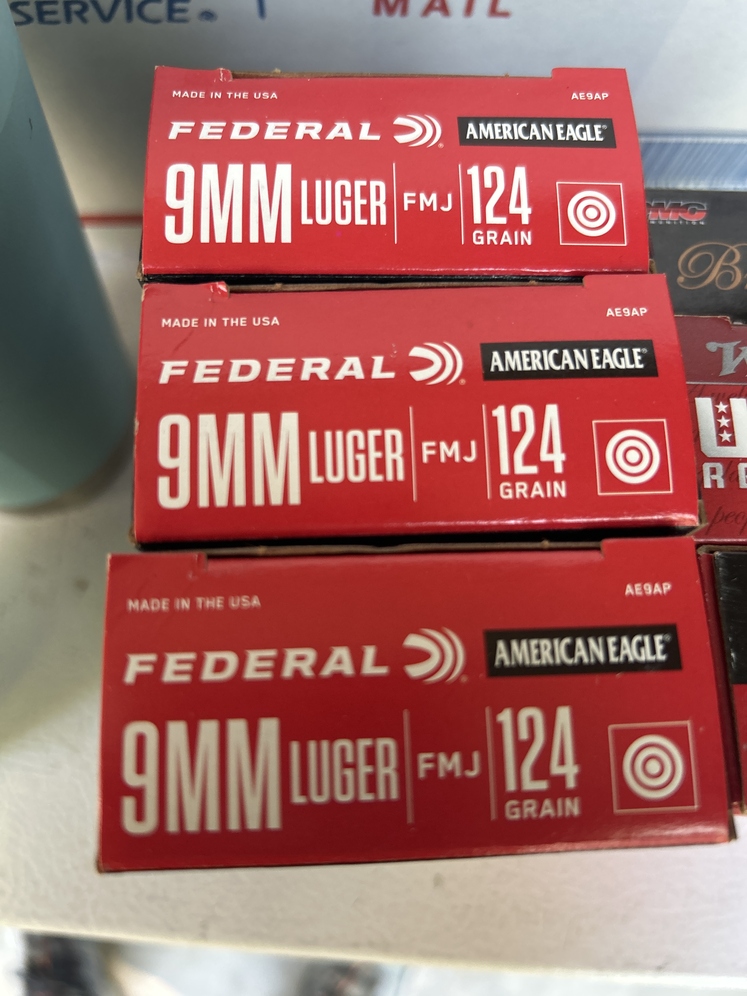 SERVICE®
MAIL
MADE IN THE USA
AE9AP
FEDERAL® AMERICAN EAGLE®
9MM LUGER FMJ 124 GRAIN
PMC
MADE IN THE USA
AE9AP
FEDERAL® AMERICAN EAGLE®
9MM LUGER FMJ 124 GRAIN
MADE IN THE USA
AE9AP
FEDERAL AMERICAN EAGLE®
9MM LUGER FMJ 124 GRAIN